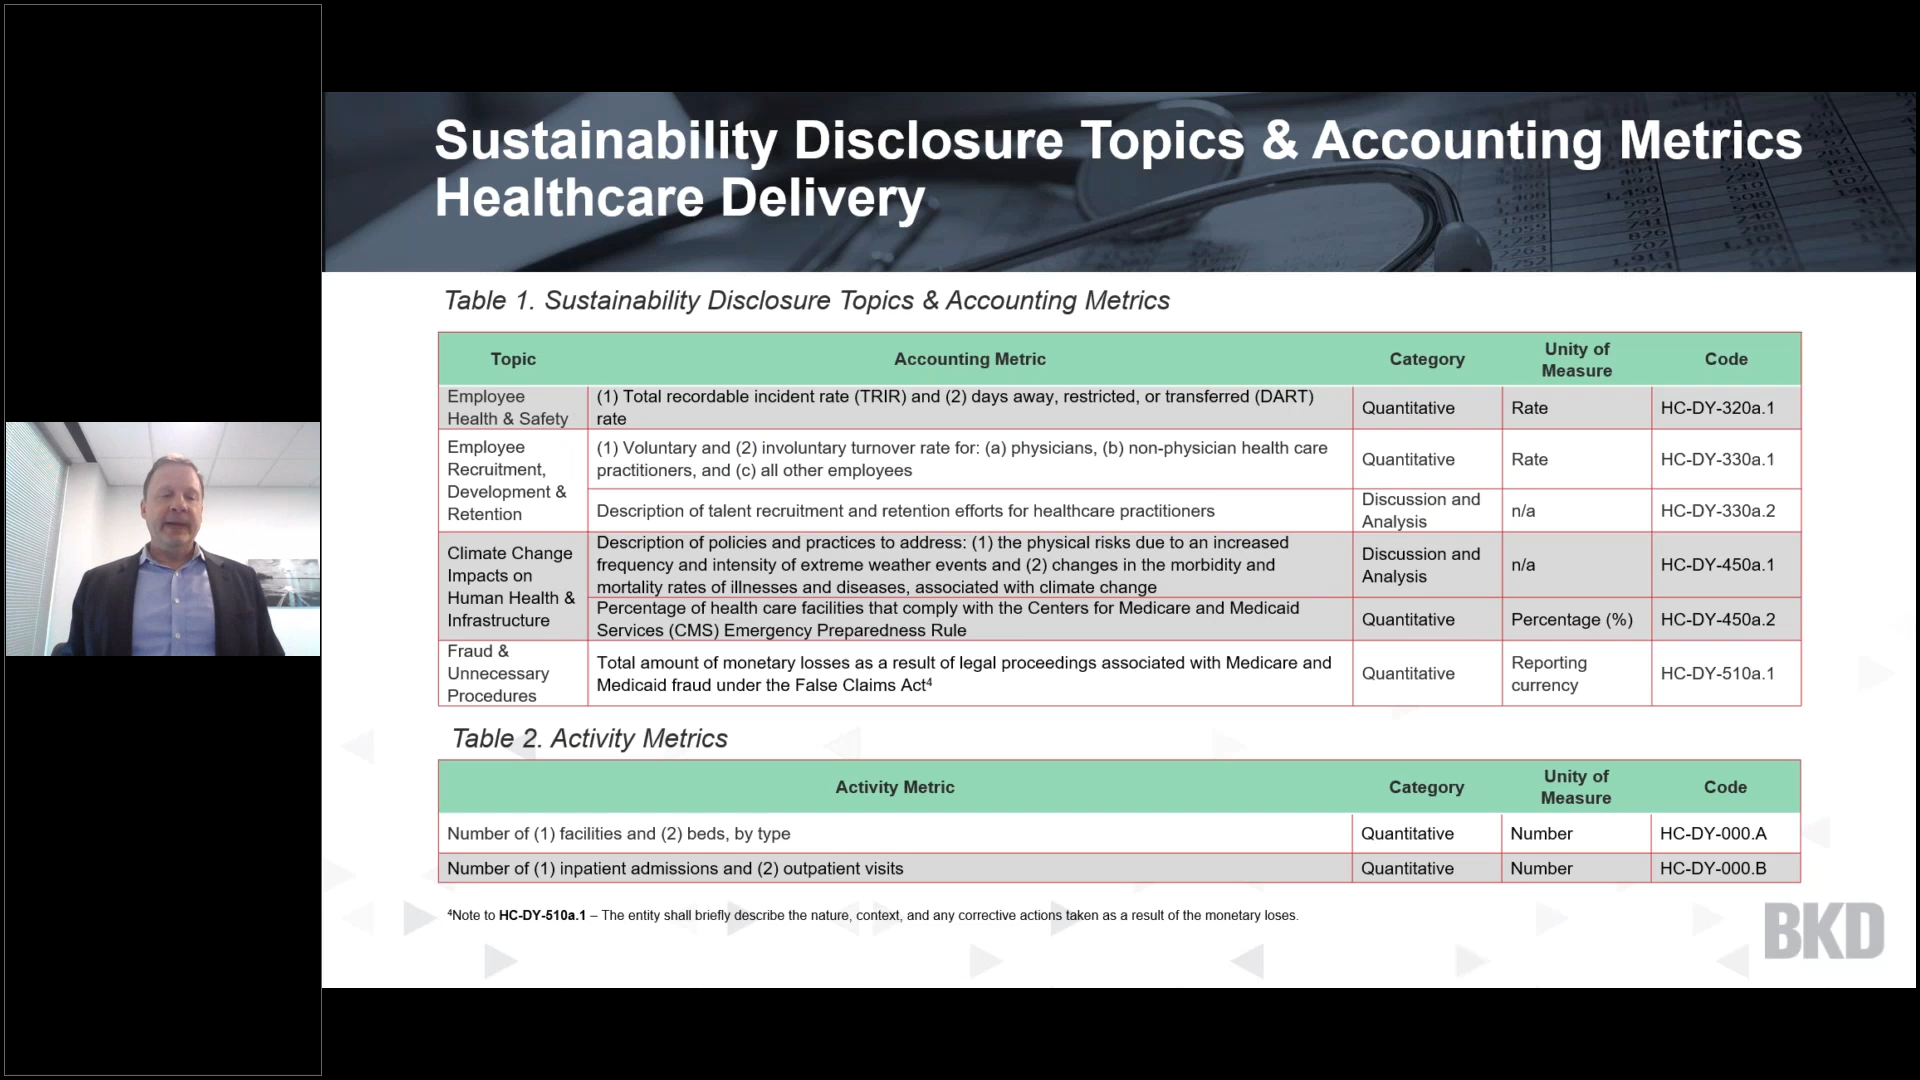 Sustainability Disclosure Topics & Accounting Metrics
Healthcare Delivery
Table 1. Sustainability Disclosure Topics & Accounting Metrics
Topic
Accounting Metric
Category
Unity of
Measure
Code
Employee
Health & Safety
(1) Total recordable incident rate (TRIR) and (2) days away, restricted, or transferred (DART)
rate
Quantitative
Rate
HC-DY-320a.1
Employee
Recruitment,
Development &
Retention
(1) Voluntary and (2) involuntary turnover rate for: (a) physicians, (b) non-physician health care
practitioners, and (c) all other employees
Quantitative
Rate
HC-DY-330a.1
Description of talent recruitment and retention efforts for healthcare practitioners
Discussion and
Analysis
n/a
HC-DY-330a.2
Climate Change
Impacts on
Human Health &
Infrastructure
Description of policies and practices to address: (1) the physical risks due to an increased
frequency and intensity of extreme weather events and (2) changes in the morbidity and
mortality rates of illnesses and diseases, associated with climate change
Discussion and
Analysis
n/a
HC-DY-450a.1
Percentage of health care facilities that comply with the Centers for Medicare and Medicaid
Services (CMS) Emergency Preparedness Rule
Quantitative
Percentage (%)
HC-DY-450a.2
Fraud &
Unnecessary
Procedures
Total amount of monetary losses as a result of legal proceedings associated with Medicare and
Medicaid fraud under the False Claims Act⁴
Quantitative
Reporting
currency
HC-DY-510a.1
Table 2. Activity Metrics
Activity Metric
Category
Unity of
Measure
Code
Number of (1) facilities and (2) beds, by type
Quantitative
Number
HC-DY-000.A
Number of (1) inpatient admissions and (2) outpatient visits
Quantitative
Number
HC-DY-000.B
⁴Note to HC-DY-510a.1 – The entity shall briefly describe the nature, context, and any corrective actions taken as a result of the monetary loses.
BKD